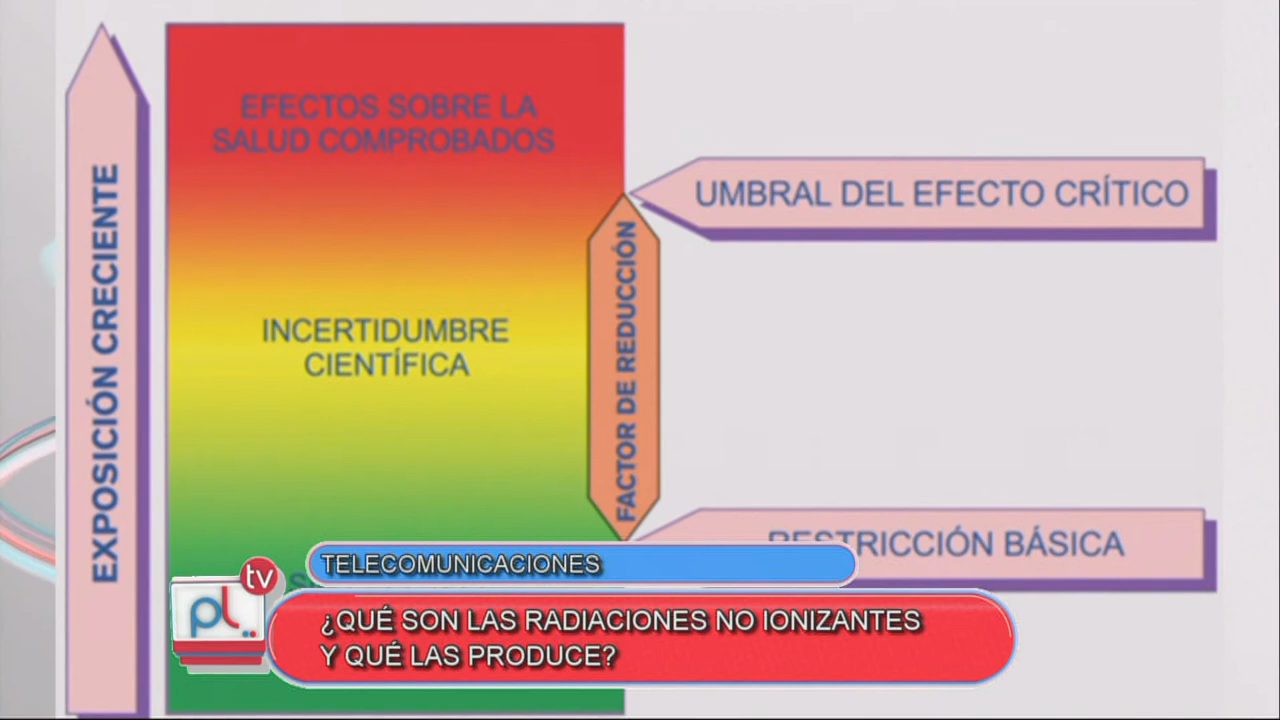 EXPOSICIÓN CRECIENTE
EFECTOS SOBRE LA
SALUD COMPROBADOS
UMBRAL DEL EFECTO CRÍTICO
FACTOR DE REDUCCIÓN
INCERTIDUMBRE
CIENTÍFICA
RESTRICCIÓN BÁSICA
TELECOMUNICACIONES
tv
pl..
¿QUÉ SON LAS RADIACIONES NO IONIZANTES
Y QUÉ LAS PRODUCE?